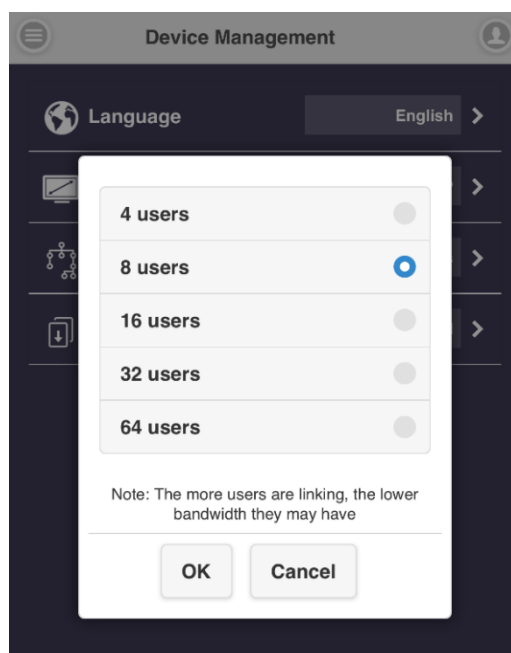 Device Management
Language
English
4 users
8 users
16 users
32 users
64 users
Note: The more users are linking, the lower
bandwidth they may have
OK
Cancel